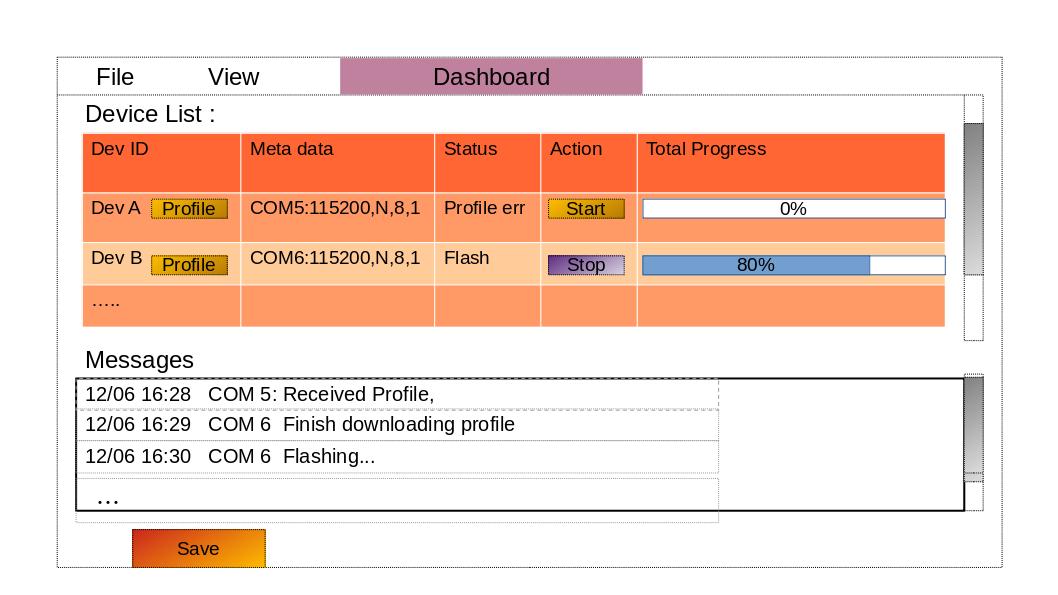 File View Dashboard
Device List :
Dev ID Meta data Status Action Total Progress
Dev A Profile COM5:115200,N,8,1 Profile err Start 0%
Dev B Profile COM6:115200,N,8,1 Flash Stop 80%
.....
Messages
12/06 16:28 COM 5: Received Profile,
12/06 16:29 COM 6 Finish downloading profile
12/06 16:30 COM 6 Flashing...
...
Save